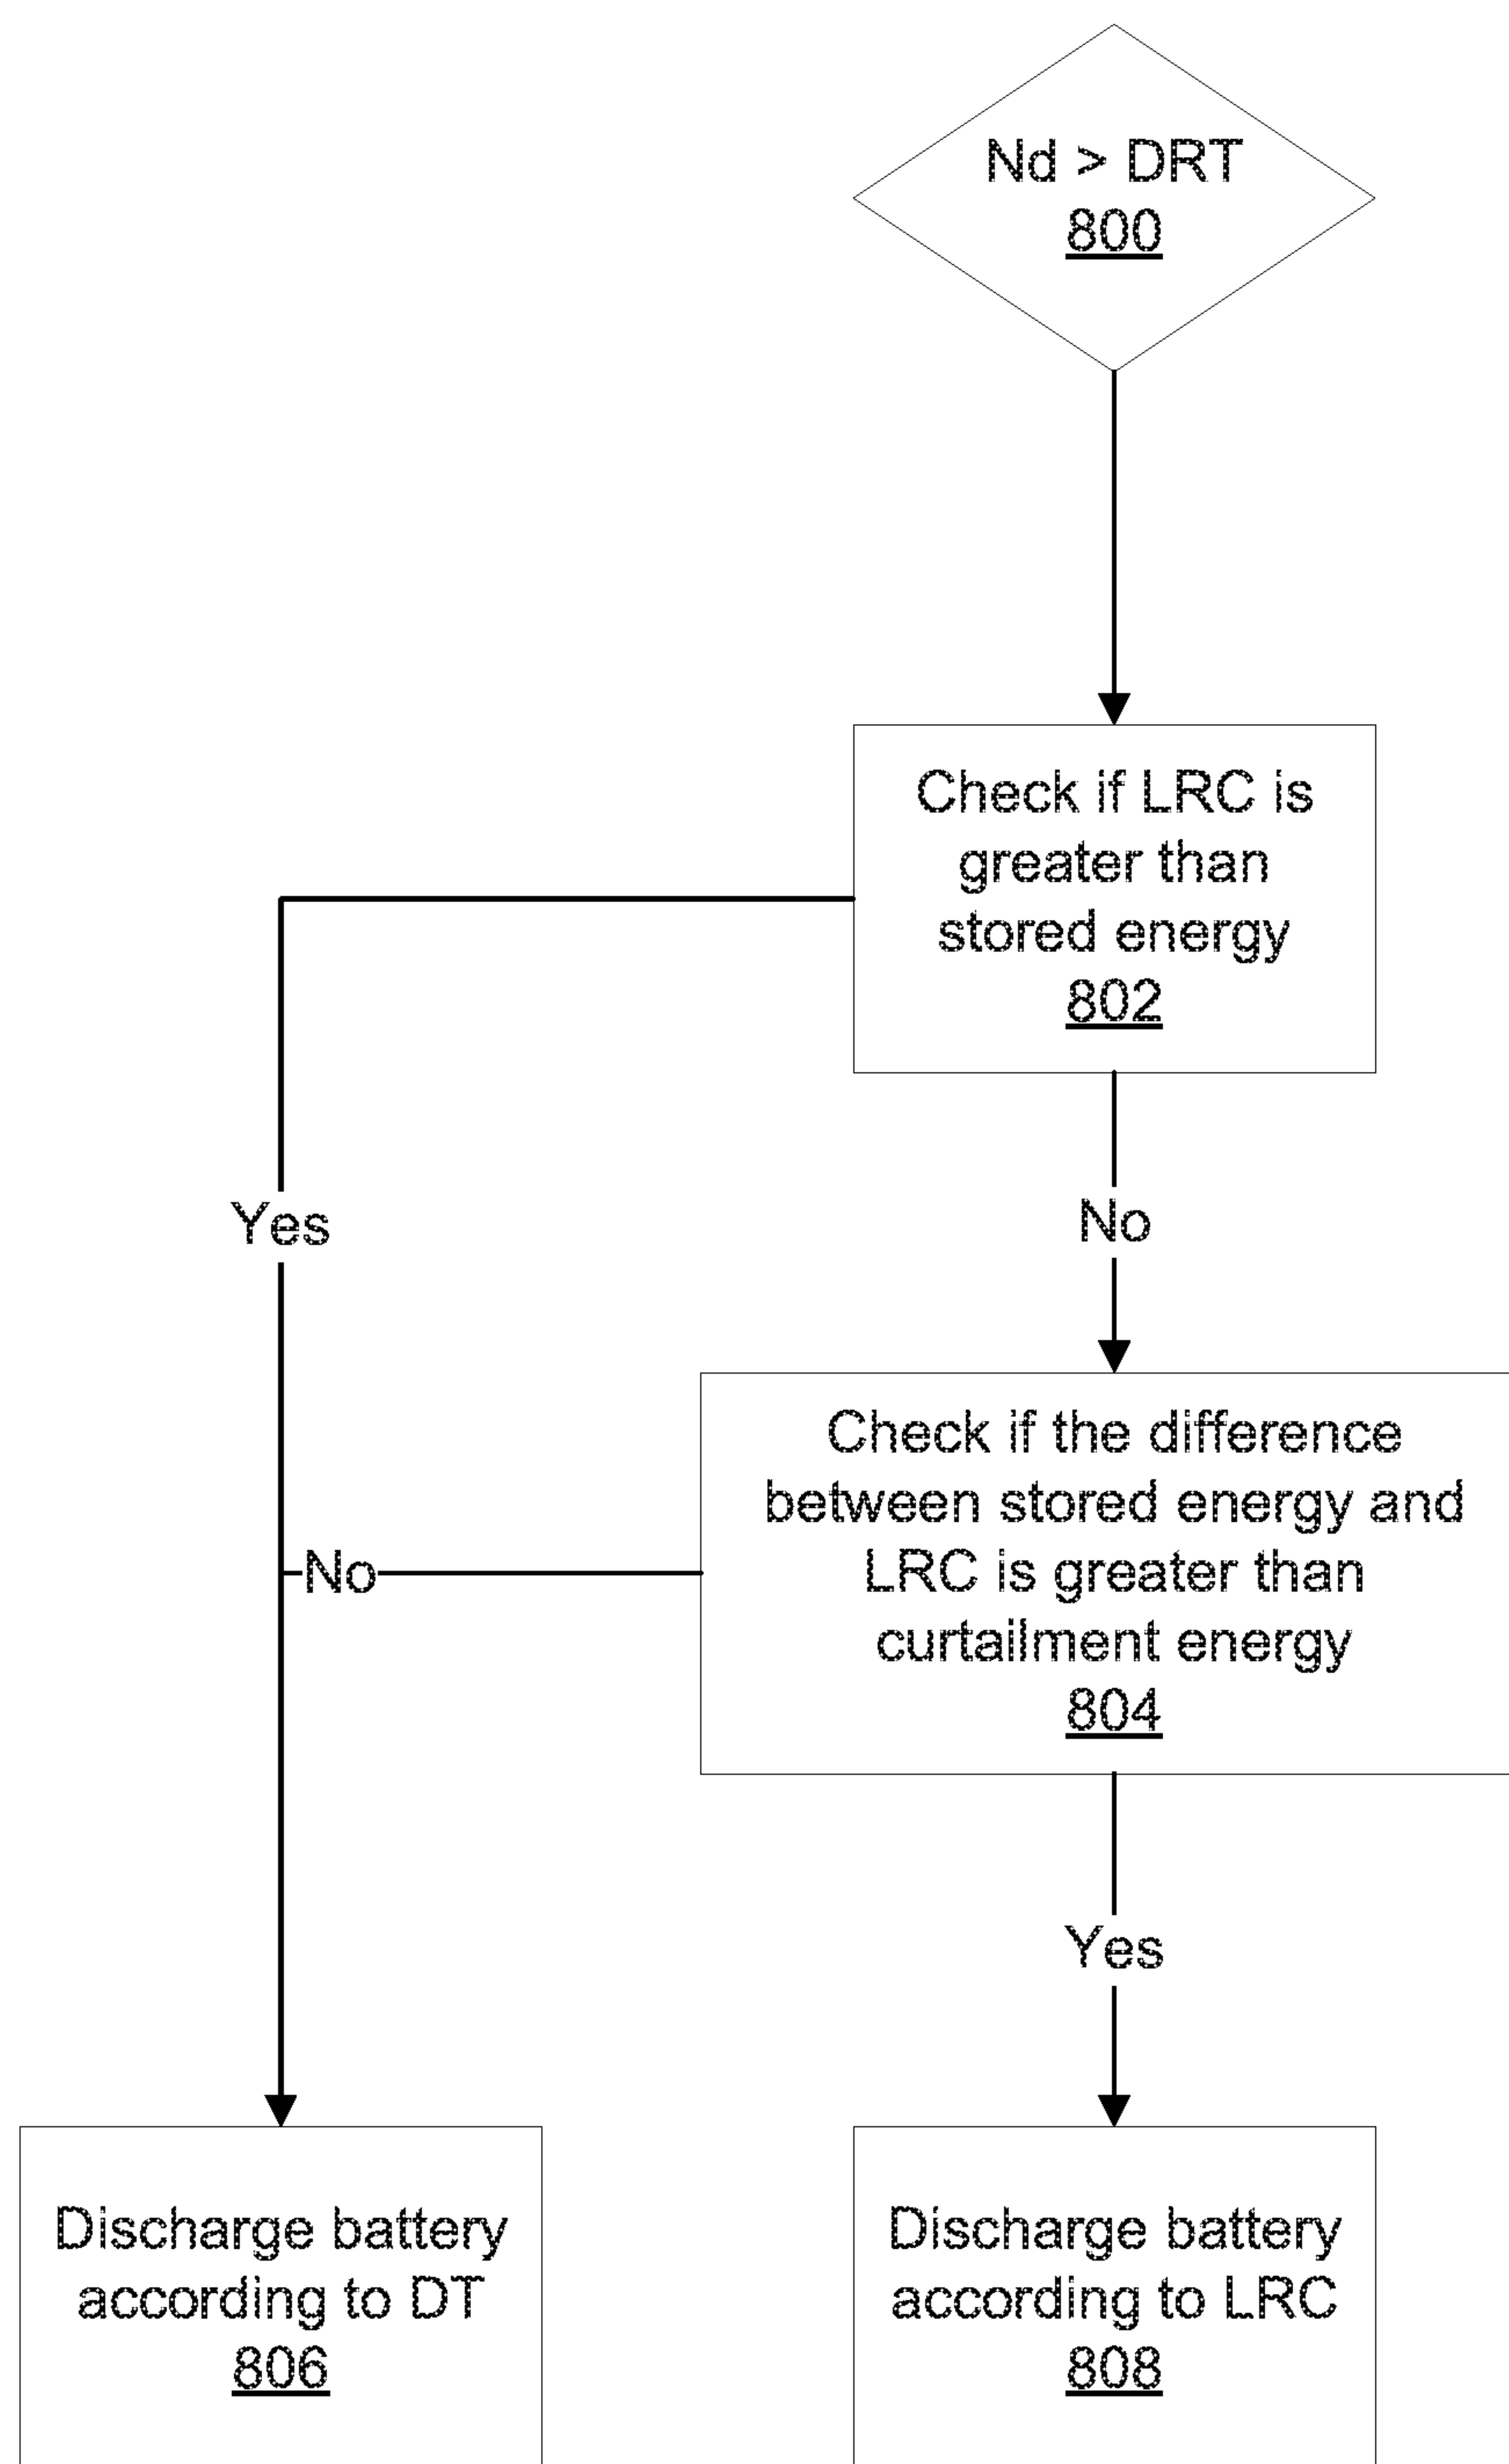 Nd > DRT
800
Check if LRC is
greater than
stored energy
802
Yes
No
Check if the difference
between stored energy and
LRC is greater than
curtailment energy
804
No
Yes
Discharge battery
according to DT
806
Discharge battery
according to LRC
808